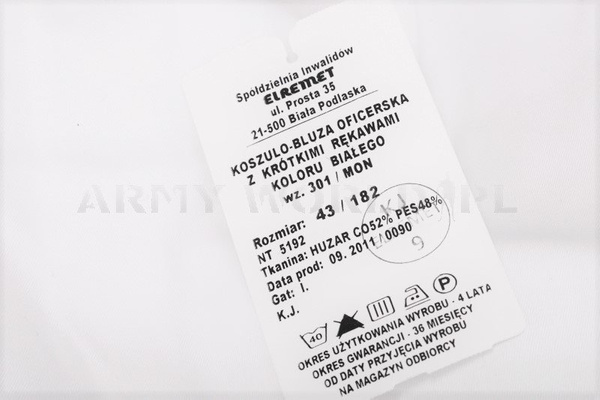 Spółdzielnia Inwalidów
ELREMET
ul. Prosta 35
21-500 Biała Podlaska
KOSZULO-BLUZA OFICERSKA
Z KRÓTKIMI RĘKAWAMI
KOLORU BIAŁEGO
wz. 301 / MON
Rozmiar: 43 / 182
NT 5192
Tkanina: HUZAR CO52% PES48%
Data prod: 09. 2011 / 0090
Gat: I.
K.J.
9
40
P
OKRES UŻYTKOWANIA WYROBU - 4 LATA
OKRES GWARANCJI - 36 MIESIĘCY
OD DATY PRZYJĘCIA WYROBU
NA MAGAZYN ODBIORCY